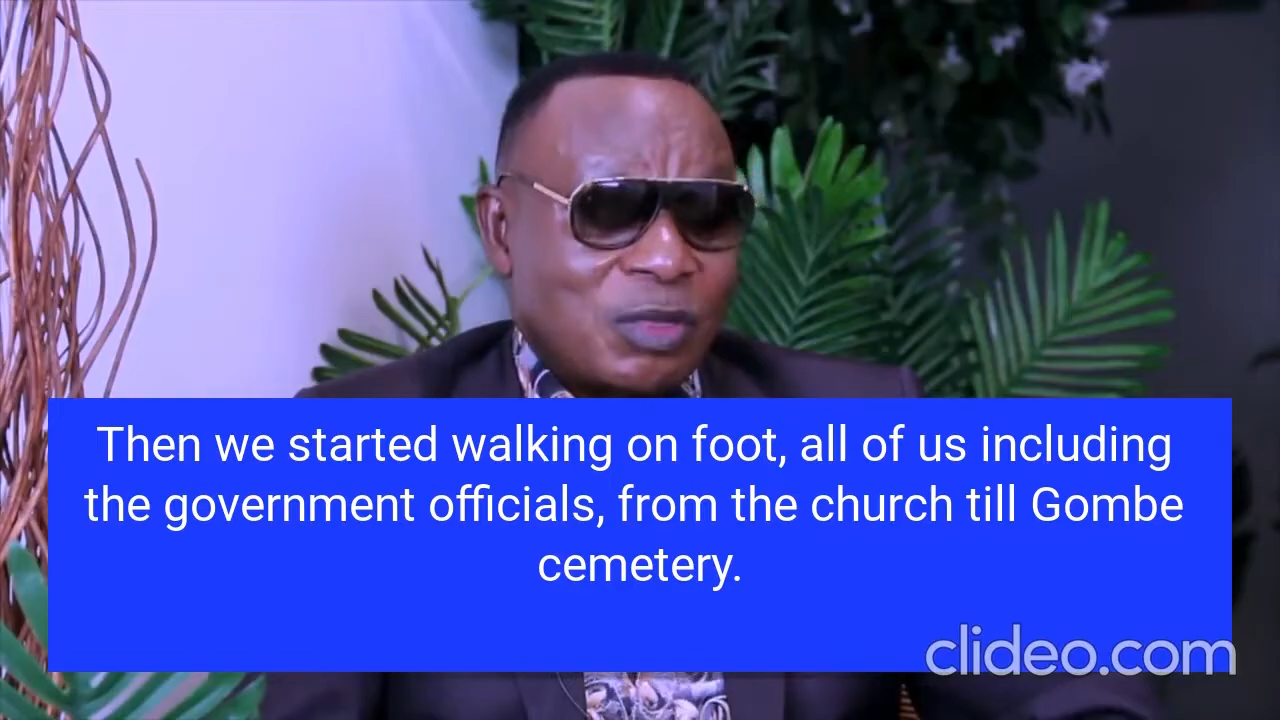 Then we started walking on foot, all of us including
the government officials, from the church till Gombe
cemetery.
clideo.com